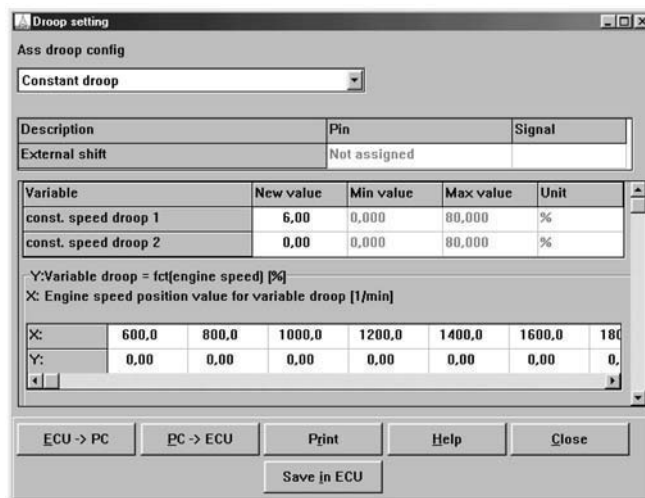 Droop setting
Ass droop config
Constant droop
Description Pin Signal
External shift Not assigned
Variable New value Min value Max value Unit
const. speed droop 1 6,00 0,000 80,000 %
const. speed droop 2 0,00 0,000 80,000 %
Y:Variable droop = fct(engine speed) [%]
X: Engine speed position value for variable droop [1/min]
X: 600,0 800,0 1000,0 1200,0 1400,0 1600,0 180
Y: 0,00 0,00 0,00 0,00 0,00 0,00 0,
ECU -> PC PC -> ECU Print Help Close
Save in ECU